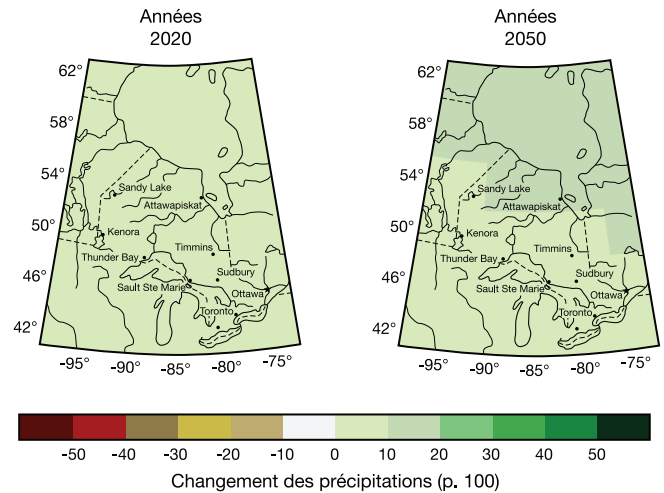 Années
2020
62°
58°
54°
50°
46°
42°
Sandy Lake
Attawapiskat
Kenora
Timmins
Thunder Bay
Sudbury
Sault Ste Marie
Ottawa
Toronto
-95° -90° -85° -80° -75°
Années
2050
62°
58°
54°
50°
46°
42°
Sandy Lake
Attawapiskat
Kenora
Timmins
Thunder Bay
Sudbury
Sault Ste Marie
Ottawa
Toronto
-95° -90° -85° -80° -75°
-50 -40 -30 -20 -10 0 10 20 30 40 50
Changement des précipitations (p. 100)